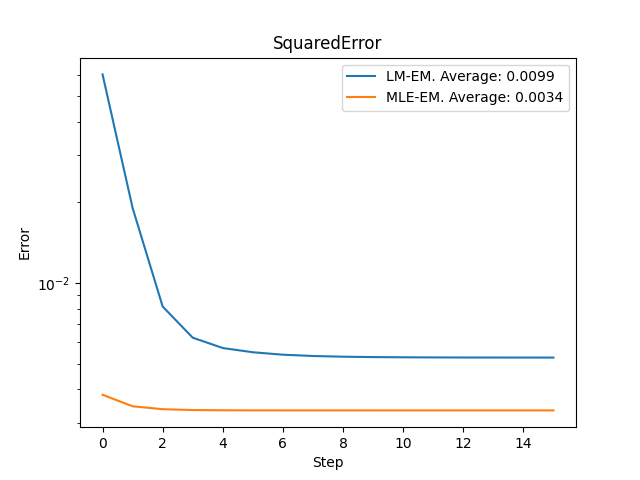 SquaredError
LM-EM. Average: 0.0099
MLE-EM. Average: 0.0034
Error
10⁻²
0 2 4 6 8 10 12 14
Step